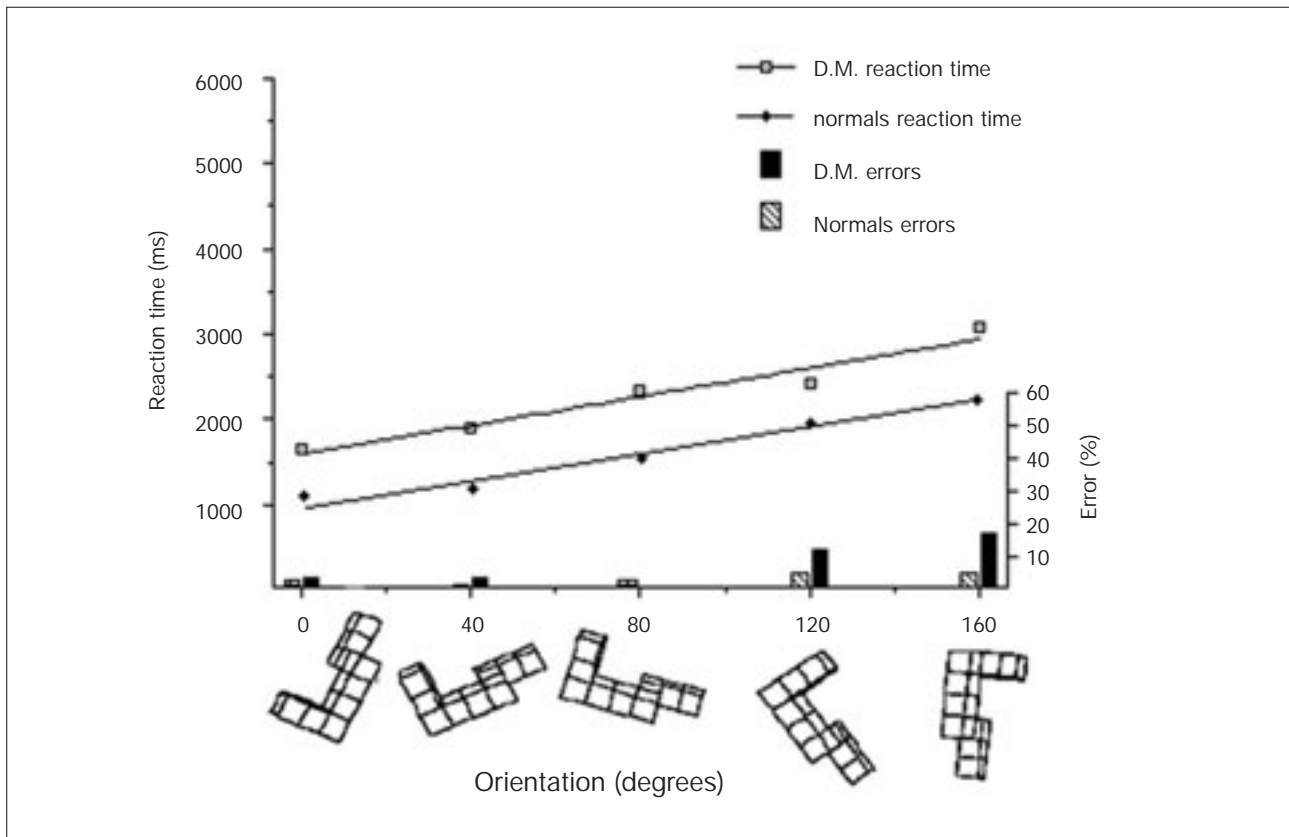 D.M. reaction time
normals reaction time
D.M. errors
Normals errors
Reaction time (ms)
6000
5000
4000
3000
2000
1000
60
50
40
30
20
10
Error (%)
0 40 80 120 160
Orientation (degrees)